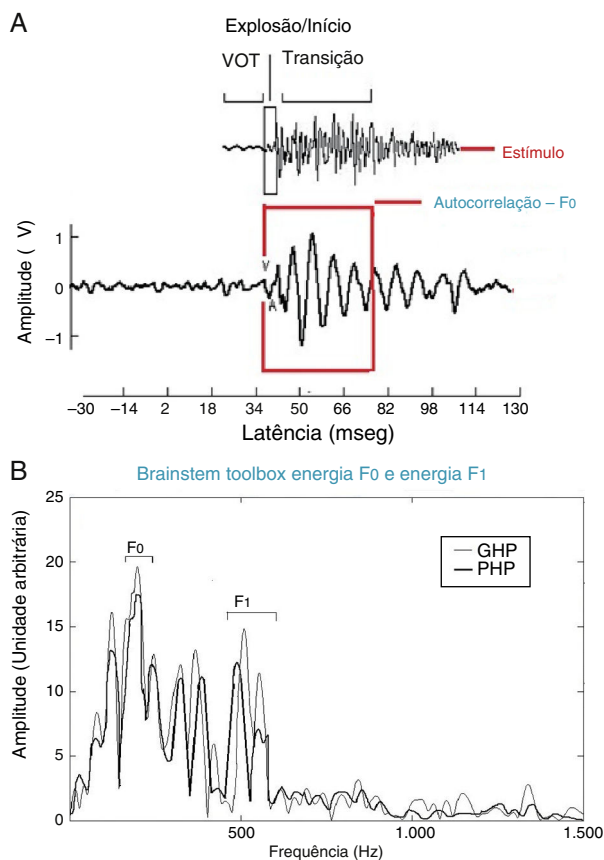 A
Explosão/Início
VOT
Transição
Estímulo
Autocorrelação – F0
Amplitude ( V)
1
0
−1
V
A
−30 −14 2 18 34 50 66 82 98 114 130
Latência (mseg)
B
Brainstem toolbox energia F0 e energia F1
Amplitude (Unidade arbitrária)
25
20
15
10
5
0
F0
F1
GHP
PHP
500 1.000 1.500
Frequência (Hz)